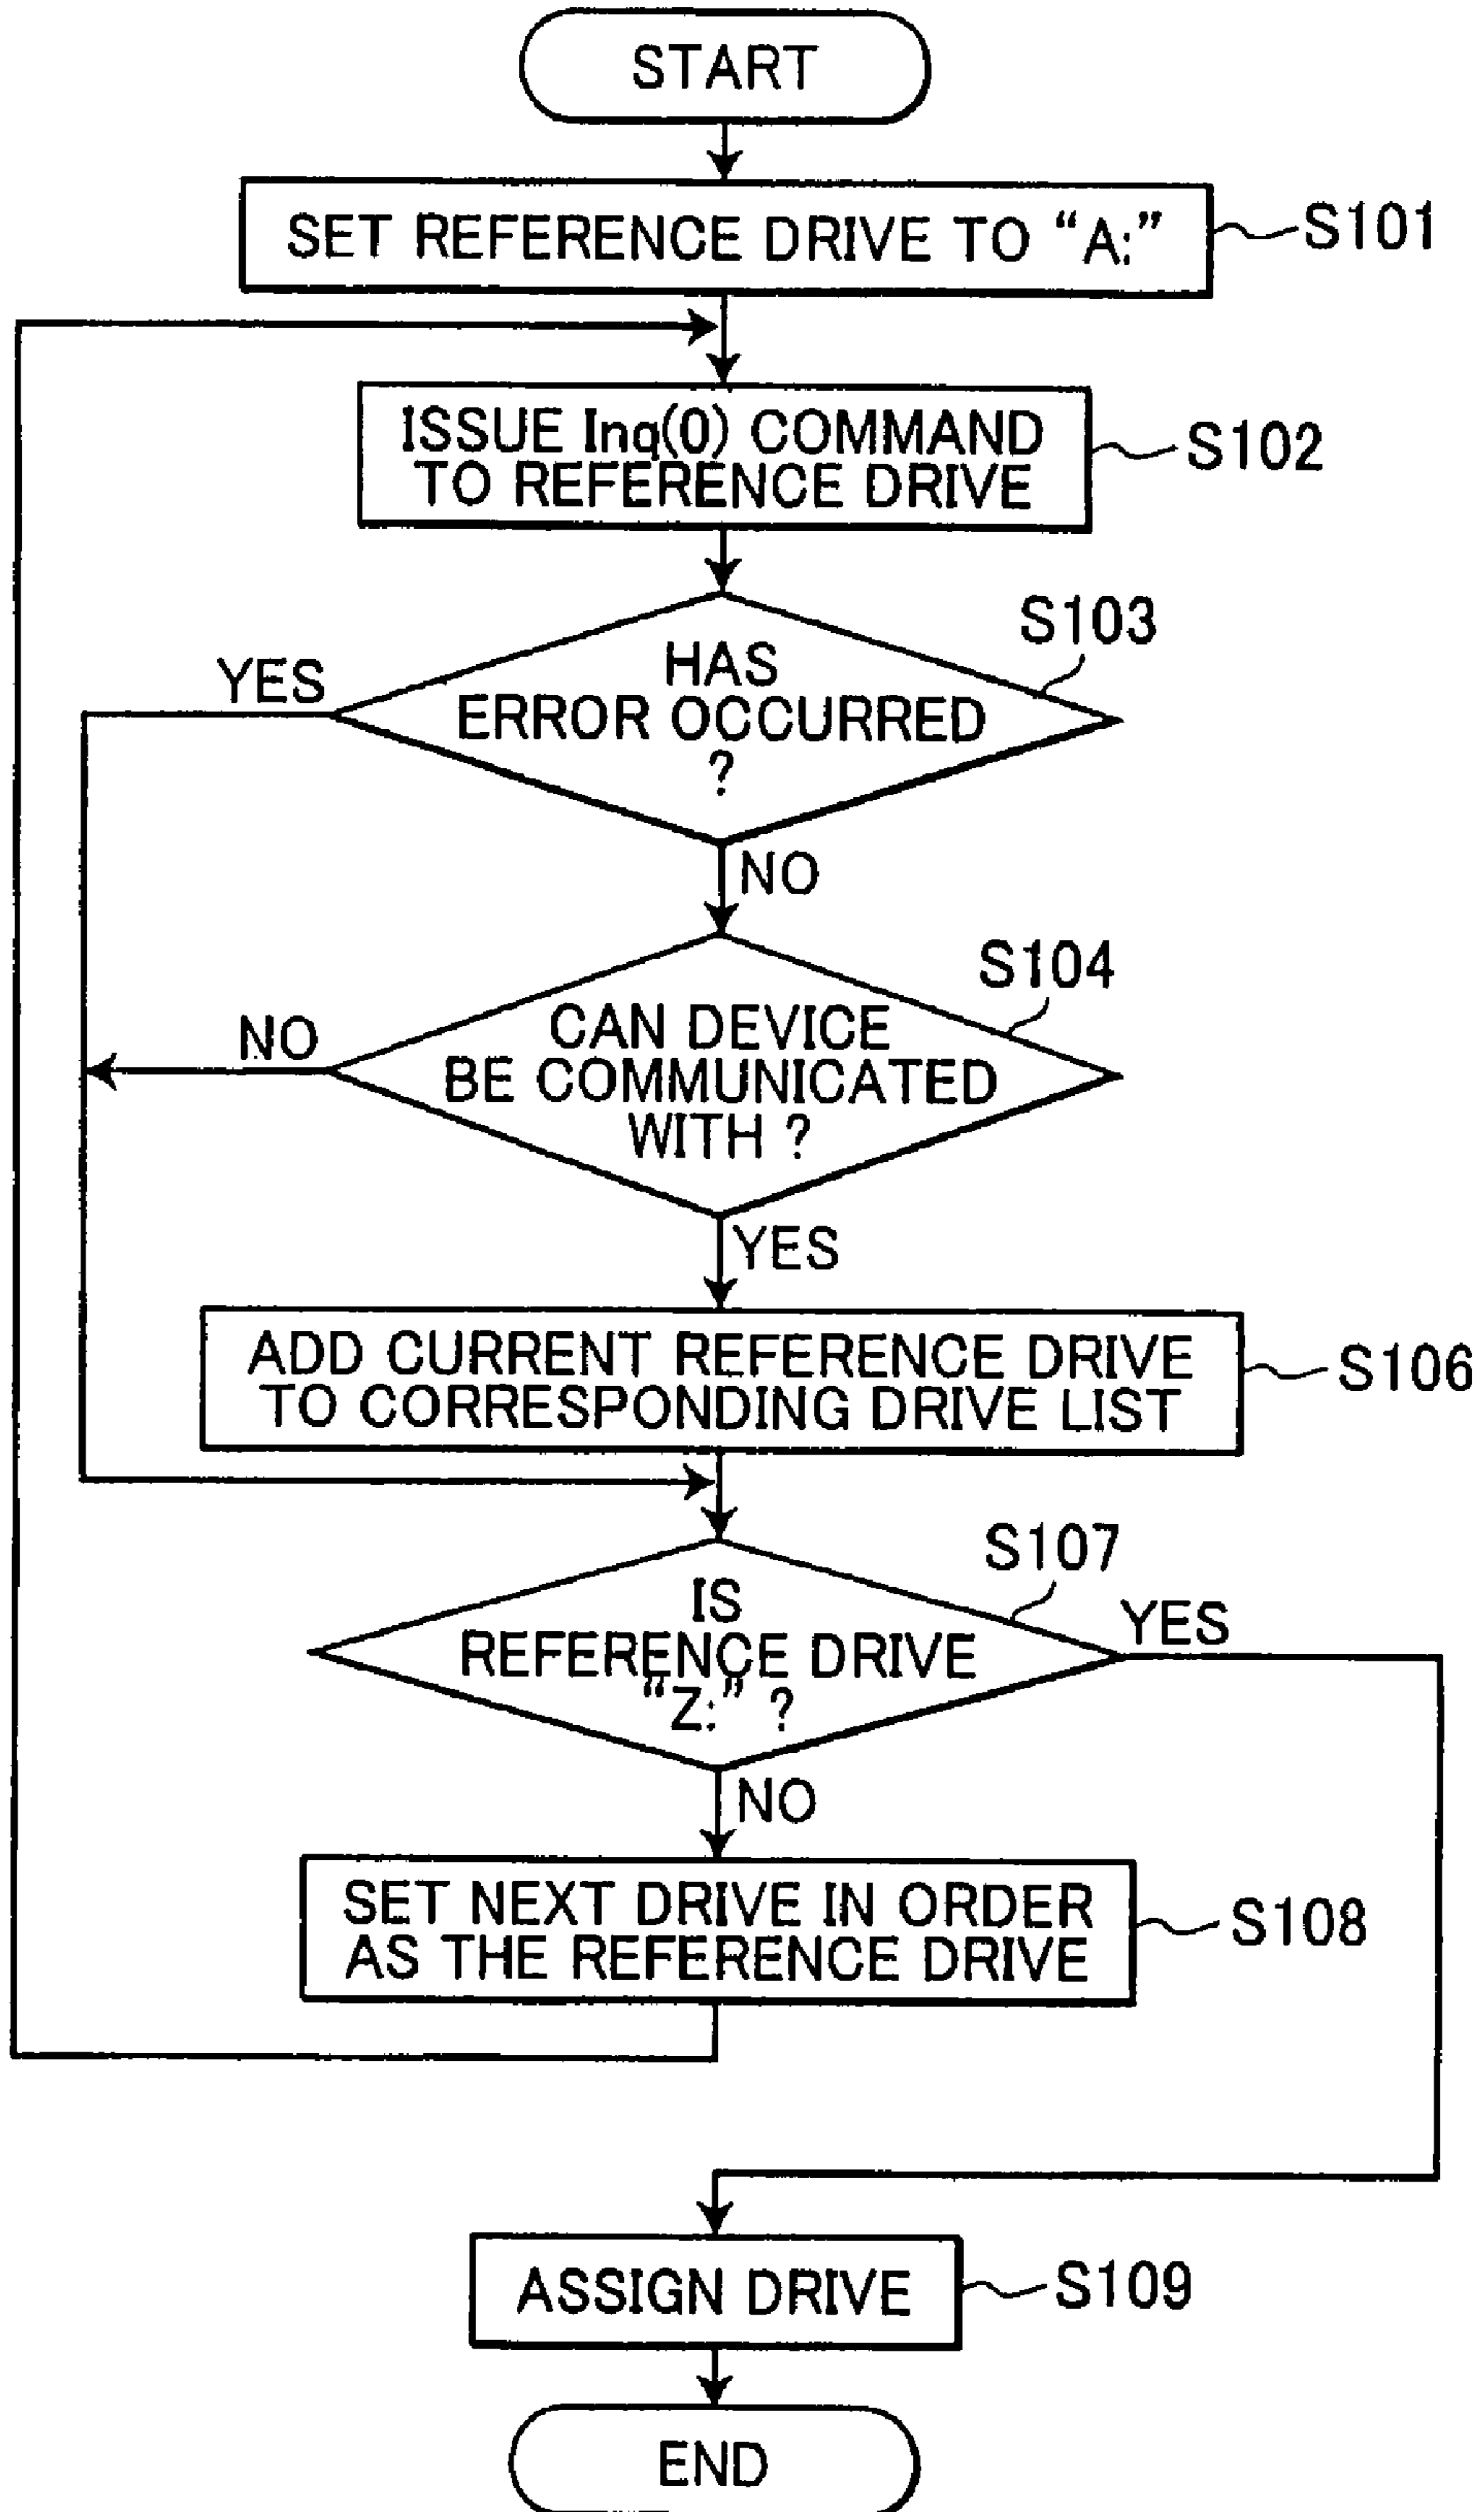 START
SET REFERENCE DRIVE TO “A:”
S101
ISSUE Inq(0) COMMAND
TO REFERENCE DRIVE
S102
S103
HAS
ERROR OCCURRED
?
YES
NO
S104
CAN DEVICE
BE COMMUNICATED
WITH ?
NO
YES
ADD CURRENT REFERENCE DRIVE
TO CORRESPONDING DRIVE LIST
S106
S107
IS
REFERENCE DRIVE
“Z:” ?
YES
NO
SET NEXT DRIVE IN ORDER
AS THE REFERENCE DRIVE
S108
ASSIGN DRIVE
S109
END